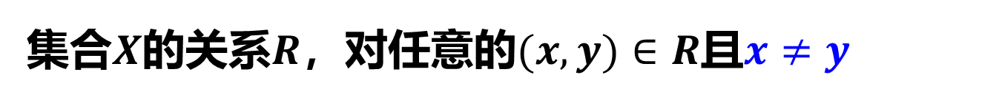 集合X的关系R，对任意的(x, y) ∈ R且x ≠ y